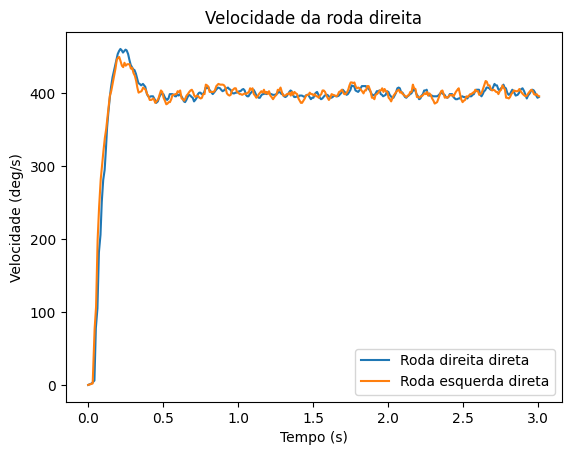 Velocidade da roda direita
Velocidade (deg/s)
400
300
200
100
0
0.0 0.5 1.0 1.5 2.0 2.5 3.0
Tempo (s)
Roda direita direta
Roda esquerda direta